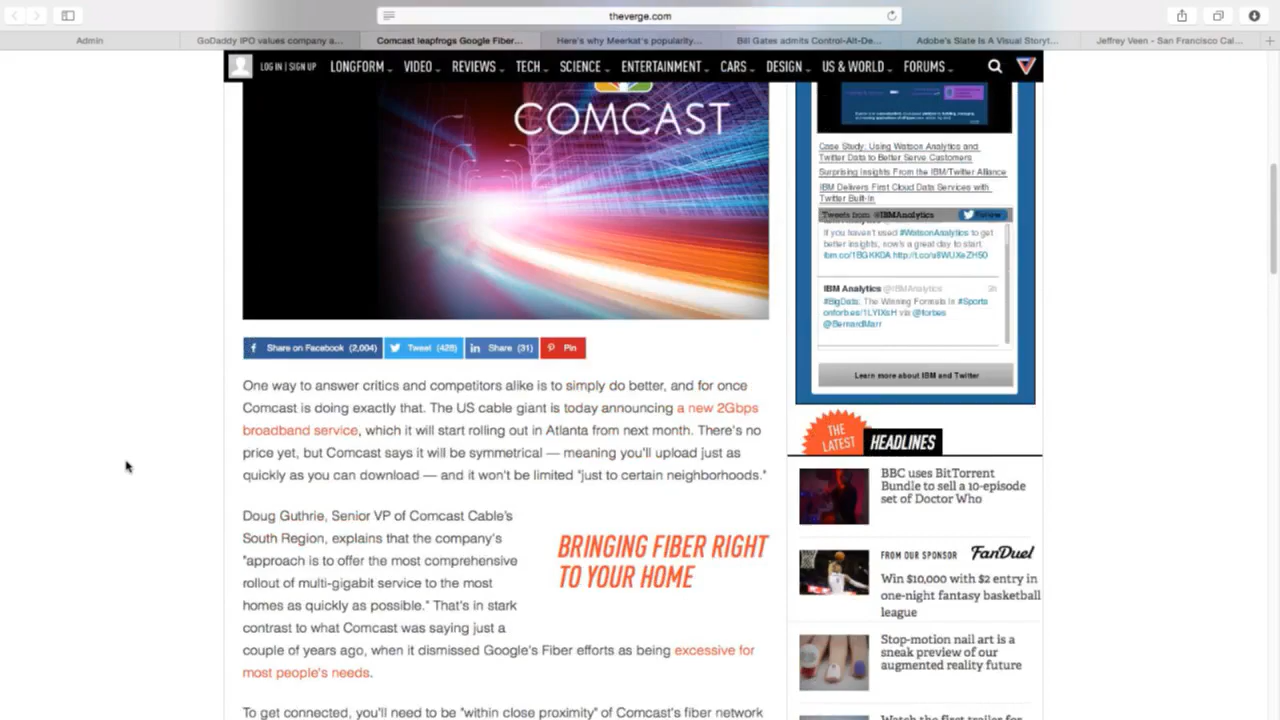 theverge.com
Admin
GoDaddy IPO values company a...
Comcast leapfrogs Google Fiber...
Here's why Meerkat's popularity...
Bill Gates admits Control-Alt-De...
Adobe's Slate Is A Visual Storyt...
Jeffrey Veen - San Francisco Cal...
LOG IN | SIGN UP
LONGFORM
VIDEO
REVIEWS
TECH
SCIENCE
ENTERTAINMENT
CARS
DESIGN
US & WORLD
FORUMS
COMCAST
Share on Facebook (2,004)
Tweet (428)
Share (31)
Pin
One way to answer critics and competitors alike is to simply do better, and for once
Comcast is doing exactly that. The US cable giant is today announcing a new 2Gbps
broadband service, which it will start rolling out in Atlanta from next month. There's no
price yet, but Comcast says it will be symmetrical — meaning you'll upload just as
quickly as you can download — and it won't be limited "just to certain neighborhoods."
Doug Guthrie, Senior VP of Comcast Cable's
South Region, explains that the company's
"approach is to offer the most comprehensive
rollout of multi-gigabit service to the most
homes as quickly as possible." That's in stark
contrast to what Comcast was saying just a
couple of years ago, when it dismissed Google's Fiber efforts as being excessive for
most people's needs.
BRINGING FIBER RIGHT
TO YOUR HOME
To get connected, you'll need to be "within close proximity" of Comcast's fiber network
Case Study: Using Watson Analytics and
Twitter Data to Better Serve Customers
Surprising Insights From the IBM/Twitter Alliance
IBM Delivers First Cloud Data Services with
Twitter Built-In
Tweets from @IBMAnalytics
Follow
If you haven't used #WatsonAnalytics to get
better insights, now's a great day to start
ibm.co/1BGKK0A http://t.co/a8WUXeZH50
IBM Analytics @IBMAnalytics
#BigData: The Winning Formula In #Sports
onforbes/1LYIXsH via @forbes
@BernardMarr
Learn more about IBM and Twitter
THE
LATEST
HEADLINES
BBC uses BitTorrent
Bundle to sell a 10-episode
set of Doctor Who
FROM OUR SPONSOR FANDUEL
Win $10,000 with $2 entry in
one-night fantasy basketball
league
Stop-motion nail art is a
sneak preview of our
augmented reality future
Watch the first trailer for